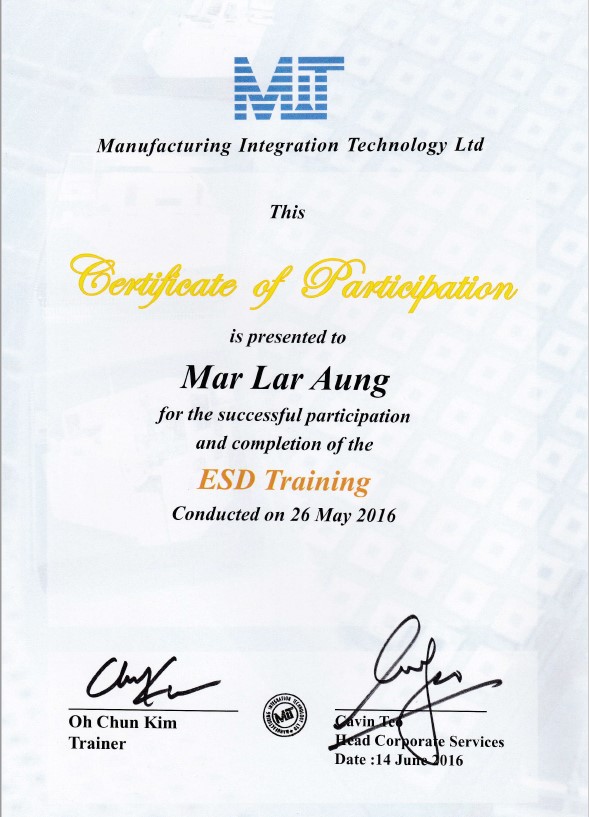 MIT
Manufacturing Integration Technology Ltd
This
Certificate of Participation
is presented to
Mar Lar Aung
for the successful participation
and completion of the
ESD Training
Conducted on 26 May 2016
Oh Chun Kim
Trainer
MIT
Gavin Teo
Head Corporate Services
Date :14 June 2016